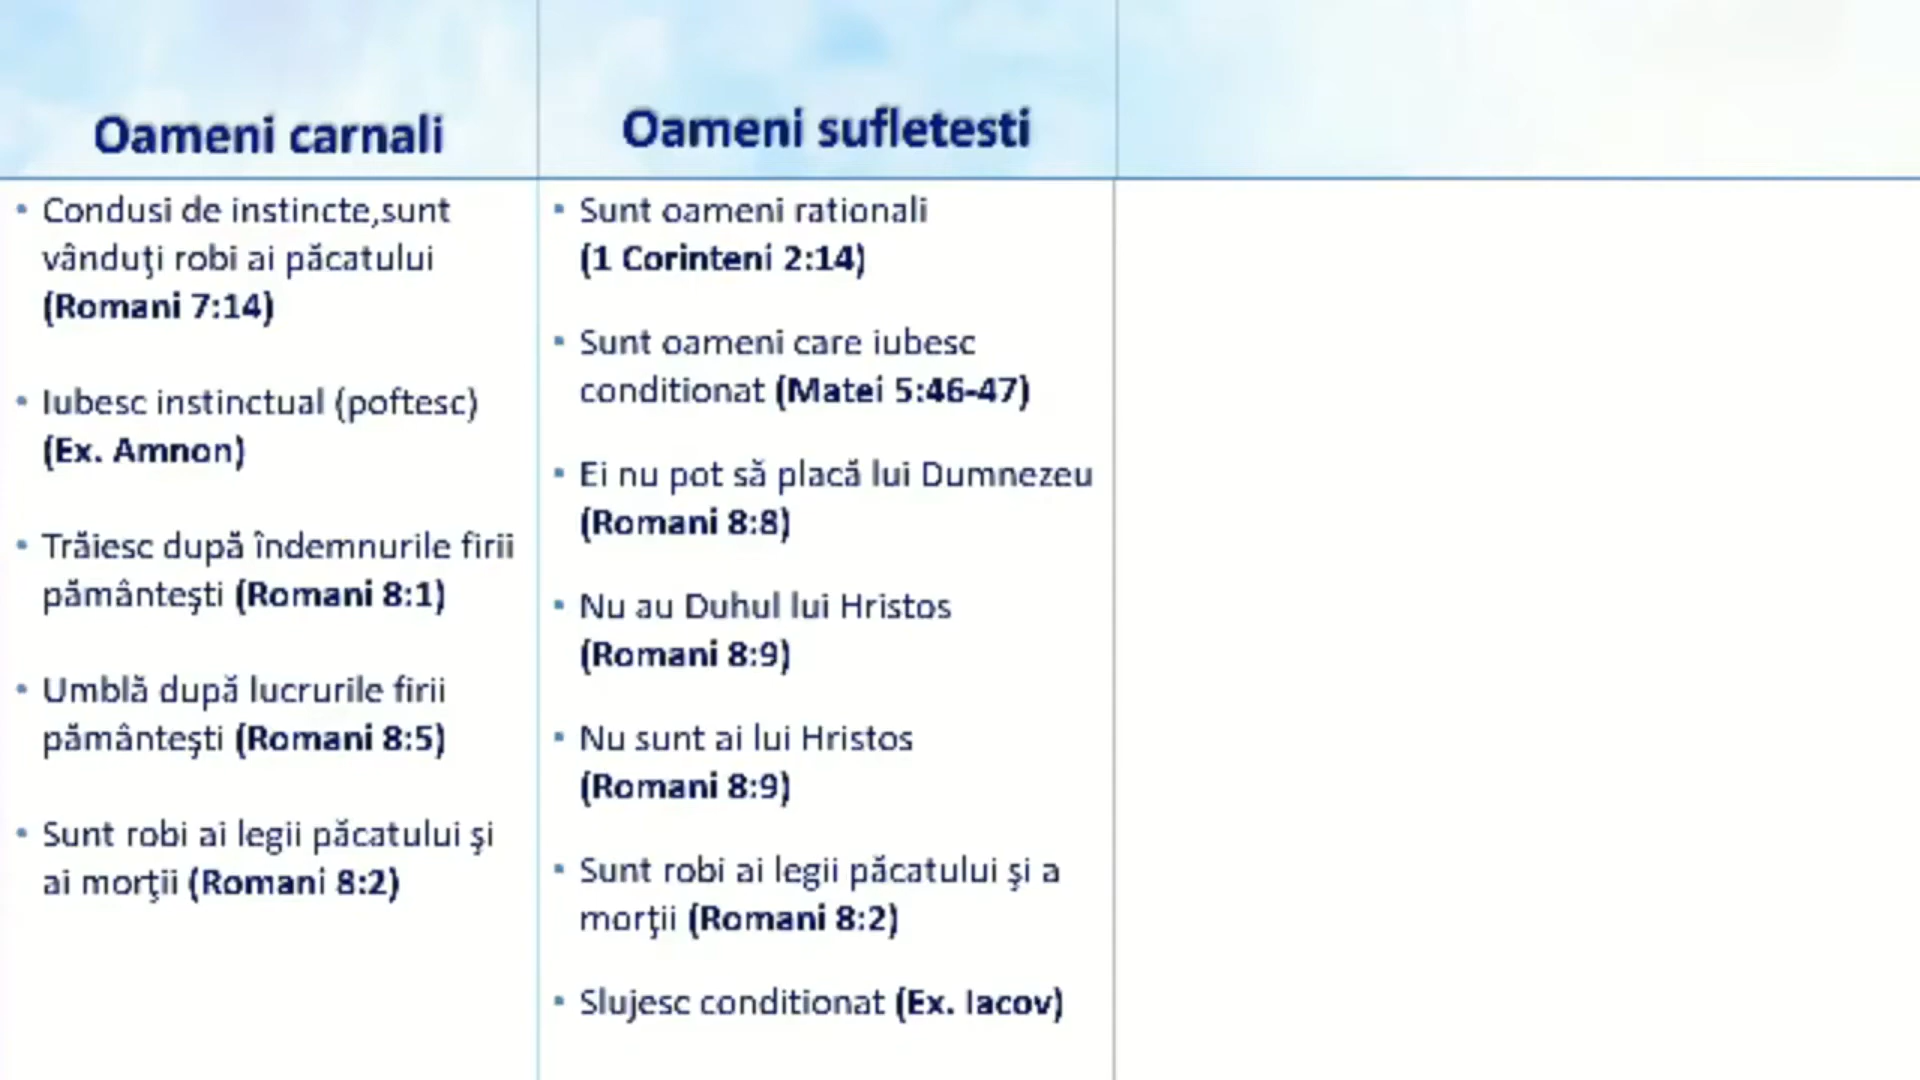 Oameni carnali
• Condusi de instincte,sunt
vânduţi robi ai păcatului
(Romani 7:14)
• Iubesc instinctual (poftesc)
(Ex. Amnon)
• Trăiesc după îndemnurile firii
pământeşti (Romani 8:1)
• Umblă după lucrurile firii
pământeşti (Romani 8:5)
• Sunt robi ai legii păcatului şi
ai morţii (Romani 8:2)
Oameni sufletesti
• Sunt oameni rationali
(1 Corinteni 2:14)
• Sunt oameni care iubesc
conditionat (Matei 5:46-47)
• Ei nu pot să placă lui Dumnezeu
(Romani 8:8)
• Nu au Duhul lui Hristos
(Romani 8:9)
• Nu sunt ai lui Hristos
(Romani 8:9)
• Sunt robi ai legii păcatului şi a
morţii (Romani 8:2)
• Slujesc conditionat (Ex. Iacov)